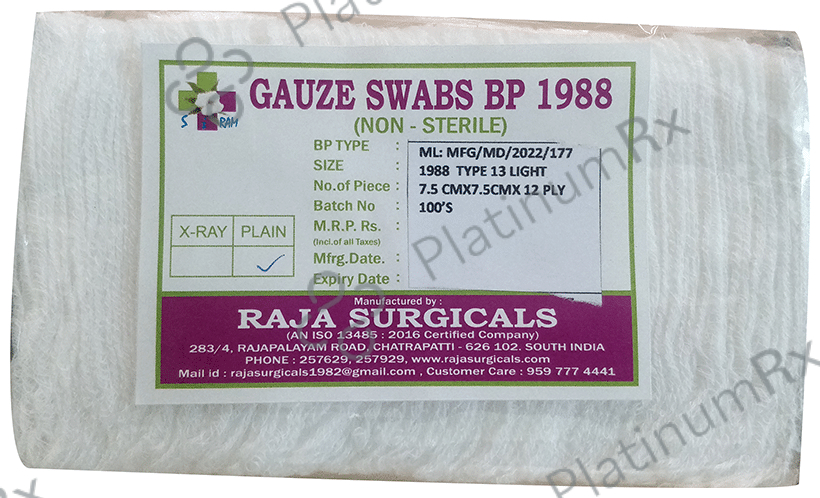 GAUZE SWABS BP 1988
(NON - STERILE)
S RAM
BP TYPE :
SIZE :
No.of Piece :
Batch No :
M.R.P. Rs. :
(Incl.of all Taxes)
Mfrg.Date. :
Expiry Date :
ML: MFG/MD/2022/177
1988 TYPE 13 LIGHT
7.5 CMX7.5CMX 12 PLY
100'S
X-RAY PLAIN
Manufactured by :
RAJA SURGICALS
(AN ISO 13485 : 2016 Certified Company)
283/4, RAJAPALAYAM ROAD, CHATRAPATTI - 626 102. SOUTH INDIA
PHONE : 257629, 257929, www.rajasurgicals.com
Mail id : rajasurgicals1982@gmail.com , Customer Care : 959 777 4441
PlatinumRx
PlatinumRx
PlatinumRx
PlatinumRx